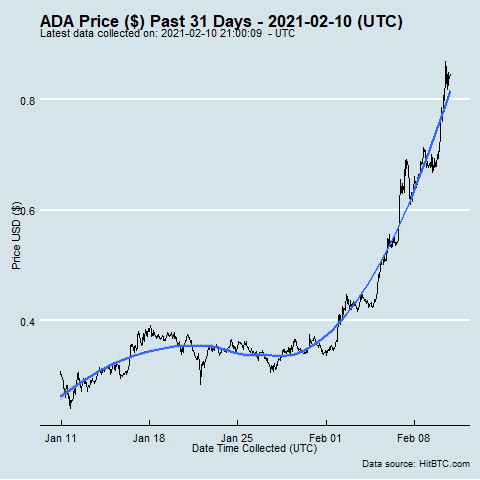 ADA Price ($) Past 31 Days - 2021-02-10 (UTC)
Latest data collected on: 2021-02-10 21:00:09  - UTC
Price USD ($)
0.8
0.6
0.4
Jan 11
Jan 18
Jan 25
Feb 01
Feb 08
Date Time Collected (UTC)
Data source: HitBTC.com